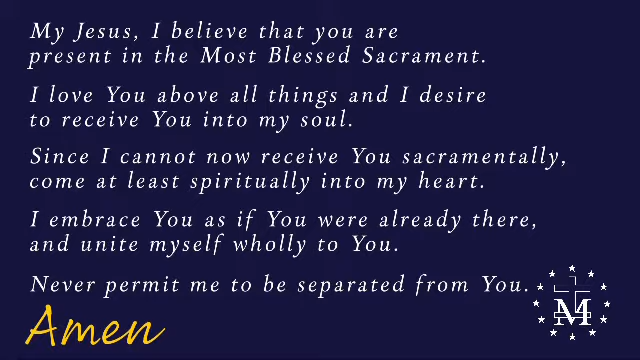 My Jesus, I believe that you are
present in the Most Blessed Sacrament.
I love You above all things and I desire
to receive You into my soul.
Since I cannot now receive You sacramentally,
come at least spiritually into my heart.
I embrace You as if You were already there,
and unite myself wholly to You.
Never permit me to be separated from You.
Amen
M